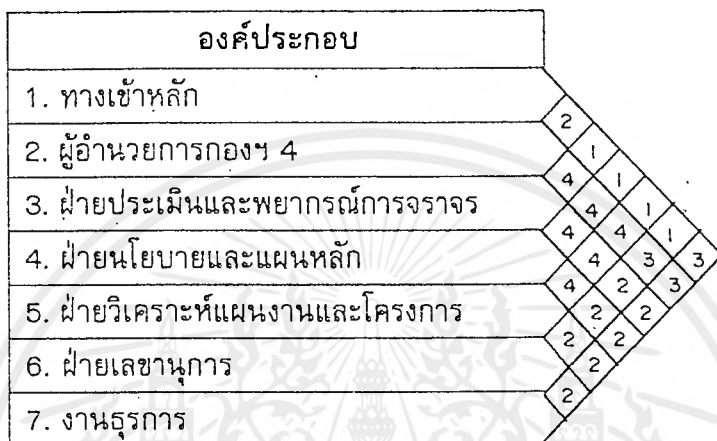 องค์ประกอบ
1. ทางเข้าหลัก
2
2. ผู้อำนวยการกองฯ 4
1
4 1
3. ฝ่ายประเมินและพยากรณ์การจราจร
4 1
4 4 1
4. ฝ่ายนโยบายและแผนหลัก
4 3 3
4 2 3
5. ฝ่ายวิเคราะห์แผนงานและโครงการ
2 2
2 2
6. ฝ่ายเลขานุการ
2
2
7. งานธุรการ